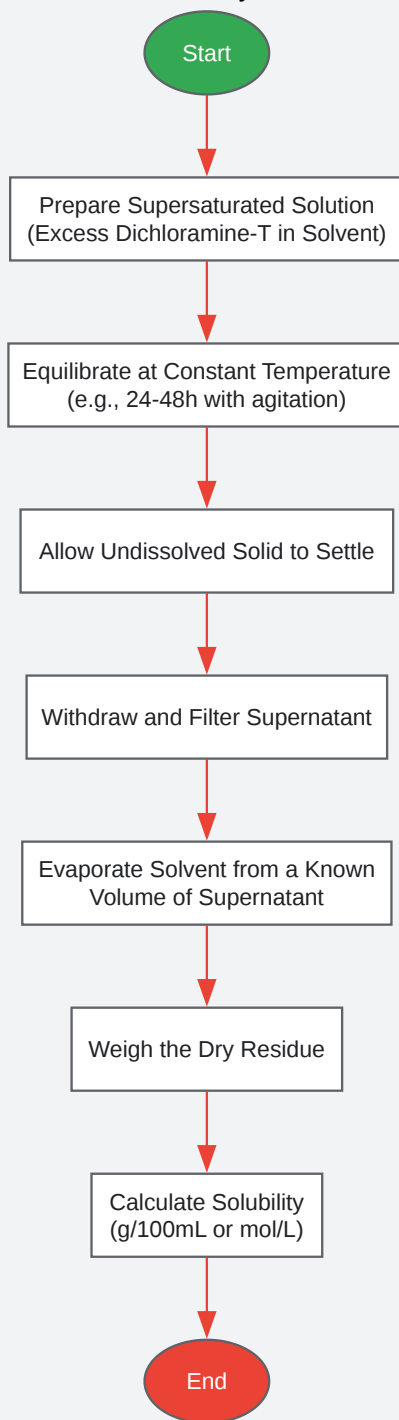 Start
Prepare Supersaturated Solution
(Excess Dichloramine-T in Solvent)
Equilibrate at Constant Temperature
(e.g., 24-48h with agitation)
Allow Undissolved Solid to Settle
Withdraw and Filter Supernatant
Evaporate Solvent from a Known
Volume of Supernatant
Weigh the Dry Residue
Calculate Solubility
(g/100mL or mol/L)
End